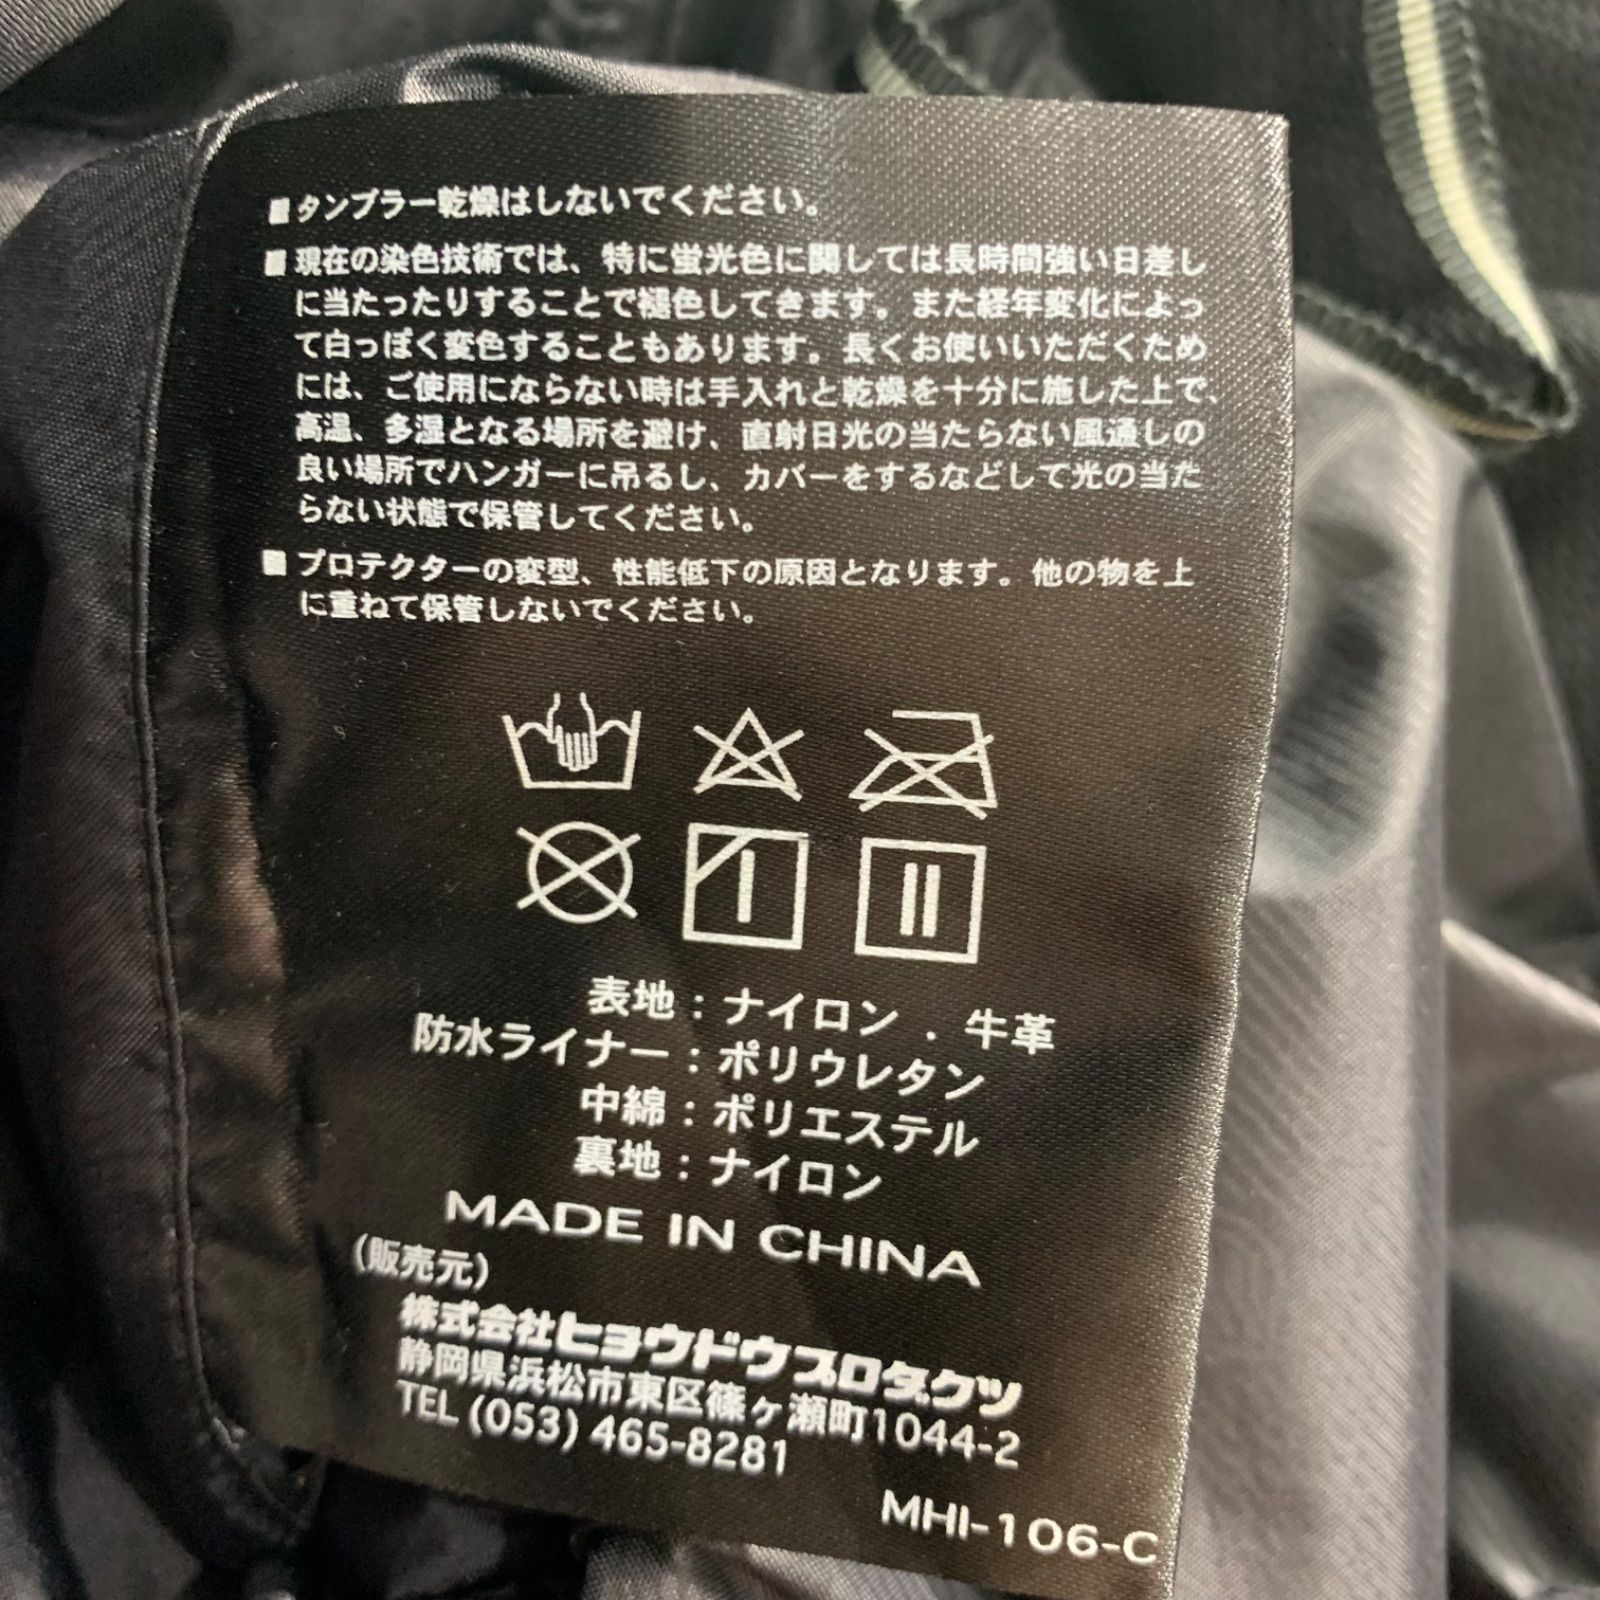 ■タンブラー乾燥はしないでください。
■現在の染色技術では、特に蛍光色に関しては長時間強い日差し
に当たったりすることで褪色してきます。また経年変化によっ
て白っぽく変色することもあります。長くお使いいただくため
には、ご使用にならない時は手入れと乾燥を十分に施した上で、
高温、多湿となる場所を避け、直射日光の当たらない風通しの
良い場所でハンガーに吊るし、カバーをするなどして光の当た
らない状態で保管してください。
■プロテクターの変型、性能低下の原因となります。他の物を上
に重ねて保管しないでください。
表地：ナイロン．牛革
防水ライナー：ポリウレタン
中綿：ポリエステル
裏地：ナイロン
MADE IN CHINA
(販売元)
株式会社ヒョウドウプロダクツ
静岡県浜松市東区篠ヶ瀬町1044-2
TEL (053) 465-8281
MHI-106-C